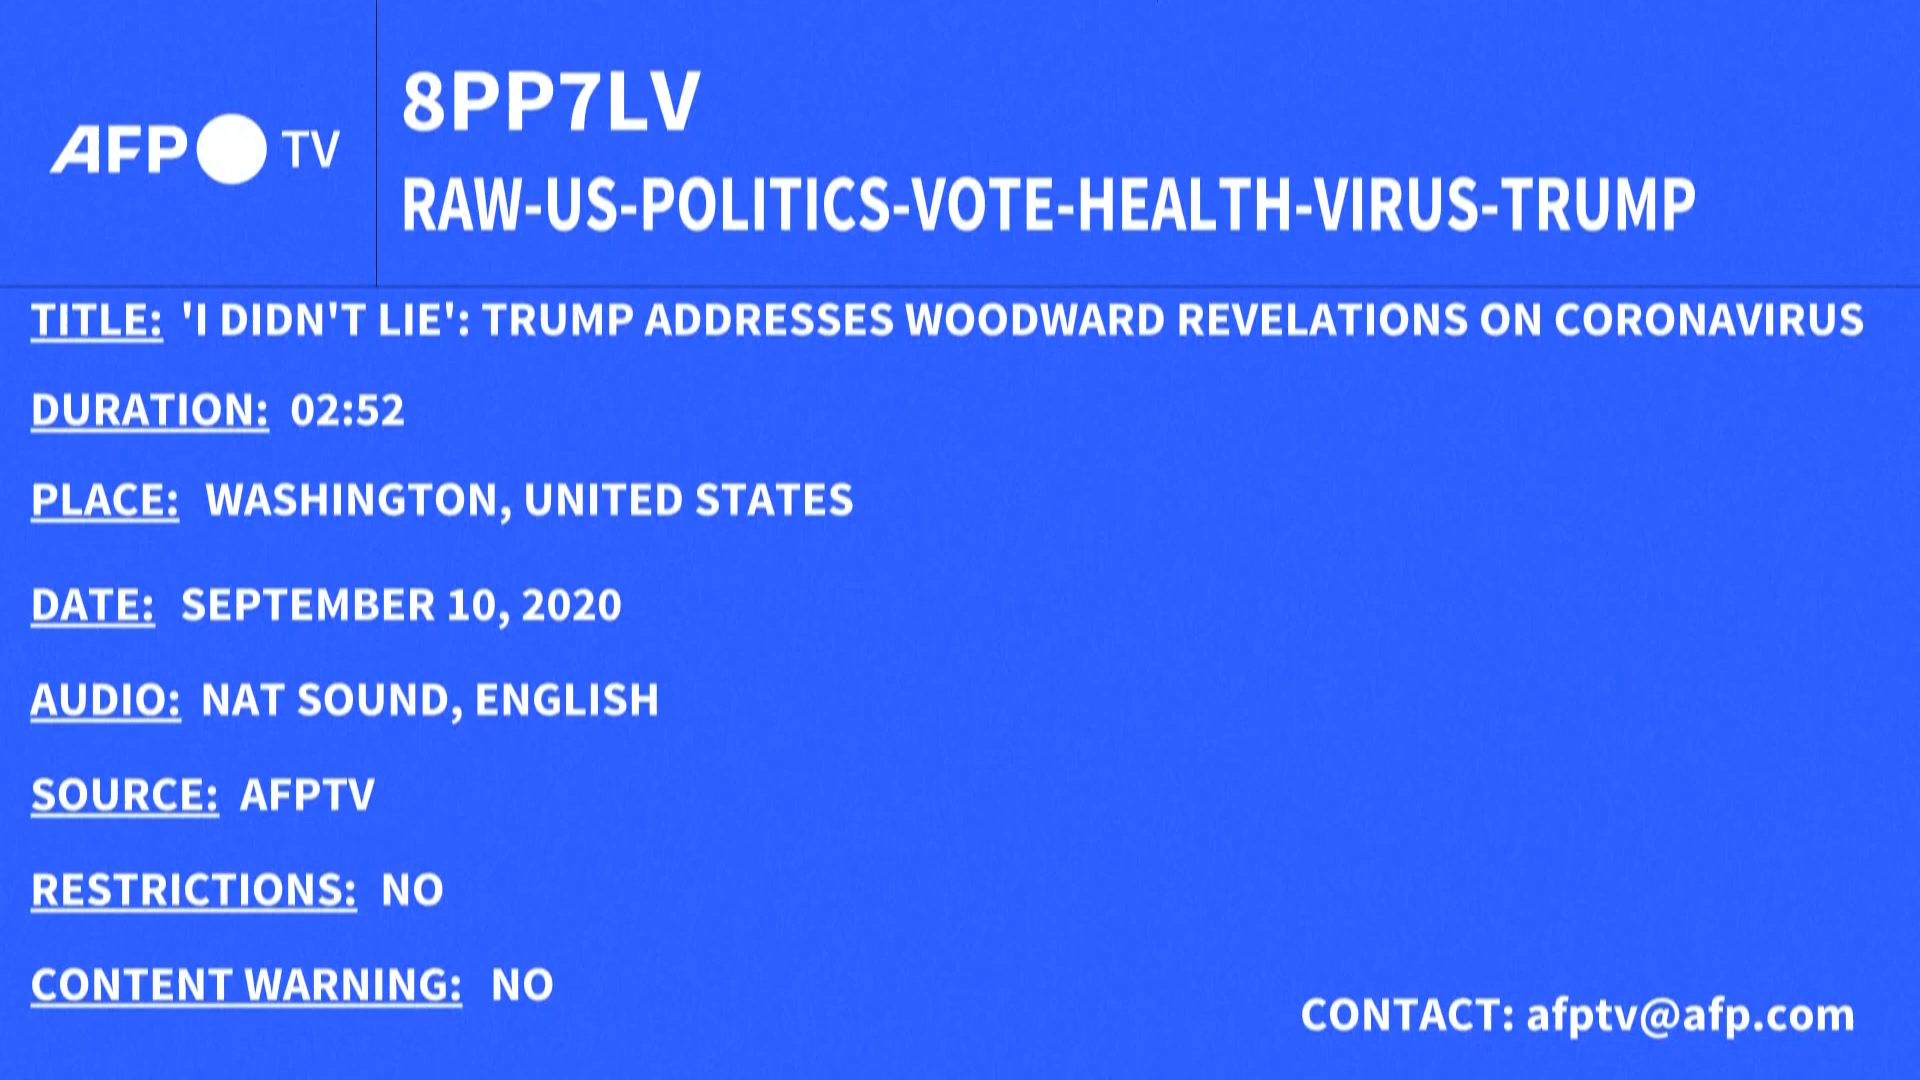 AFP TV
8PP7LV
RAW-US-POLITICS-VOTE-HEALTH-VIRUS-TRUMP
TITLE: 'I DIDN'T LIE': TRUMP ADDRESSES WOODWARD REVELATIONS ON CORONAVIRUS
DURATION: 02:52
PLACE: WASHINGTON, UNITED STATES
DATE: SEPTEMBER 10, 2020
AUDIO: NAT SOUND, ENGLISH
SOURCE: AFPTV
RESTRICTIONS: NO
CONTENT WARNING: NO
CONTACT: afptv@afp.com